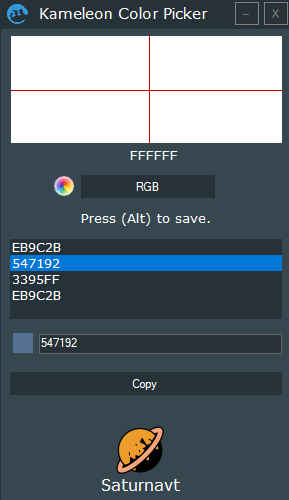 Kameleon Color Picker
– X
FFFFFF
RGB
Press (Alt) to save.
EB9C2B
547192
3395FF
EB9C2B
547192
Copy
Saturnavt